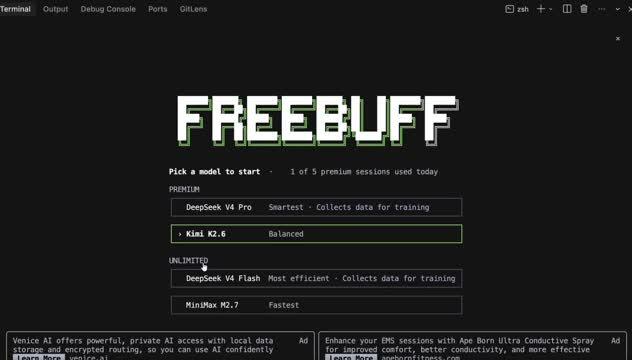 Terminal Output Debug Console Ports GitLens zsh
FREEBUFF
Pick a model to start · 1 of 5 premium sessions used today
PREMIUM
DeepSeek V4 Pro Smartest · Collects data for training
› Kimi K2.6 Balanced
UNLIMITED
DeepSeek V4 Flash Most efficient · Collects data for training
MiniMax M2.7 Fastest
Venice AI offers powerful, private AI access with local data Ad
storage and encrypted routing, so you can use AI confidently
Learn More venice.ai
Enhance your EMS sessions with Ape Born Ultra Conductive Spray Ad
for improved comfort, better conductivity, and more effective
Learn More apebornfitness.com